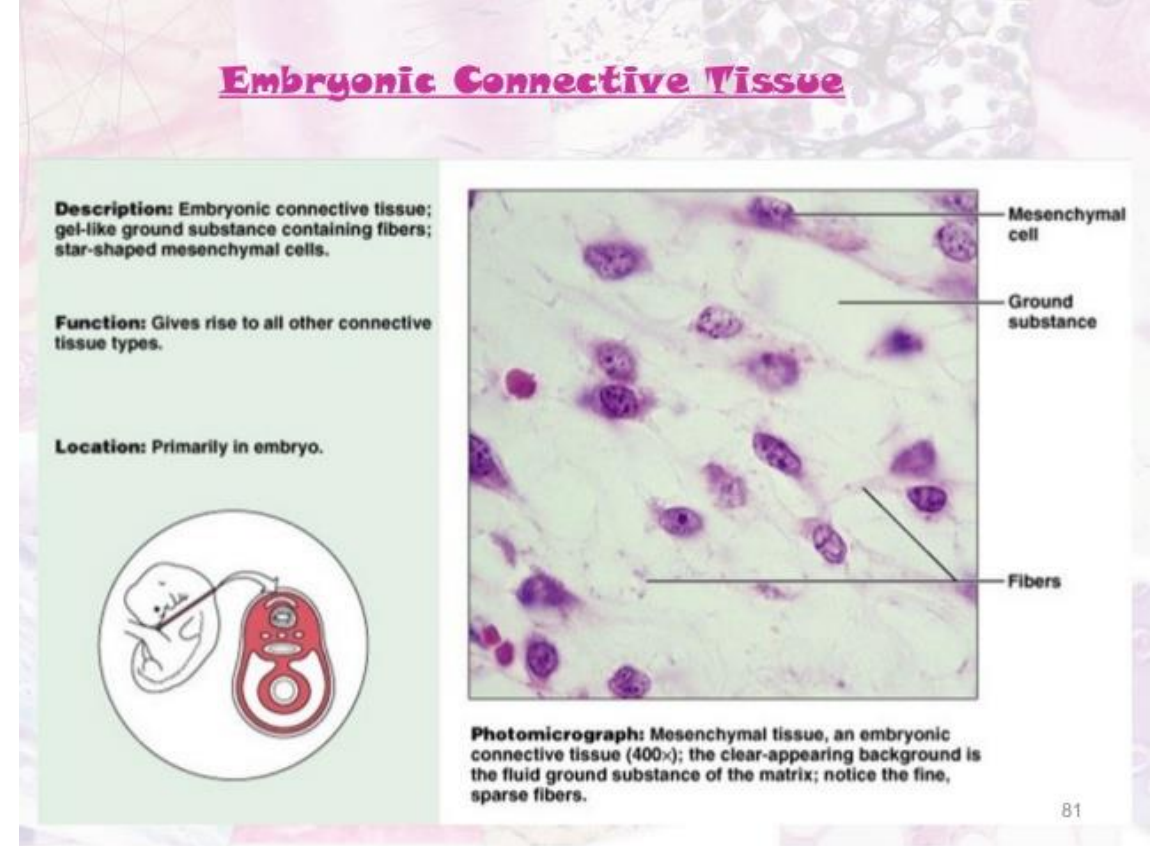 Embryonic Connective Tissue
Description: Embryonic connective tissue;
gel-like ground substance containing fibers;
star-shaped mesenchymal cells.
Function: Gives rise to all other connective
tissue types.
Location: Primarily in embryo.
Mesenchymal
cell
Ground
substance
Fibers
Photomicrograph: Mesenchymal tissue, an embryonic
connective tissue (400×); the clear-appearing background is
the fluid ground substance of the matrix; notice the fine,
sparse fibers.
81